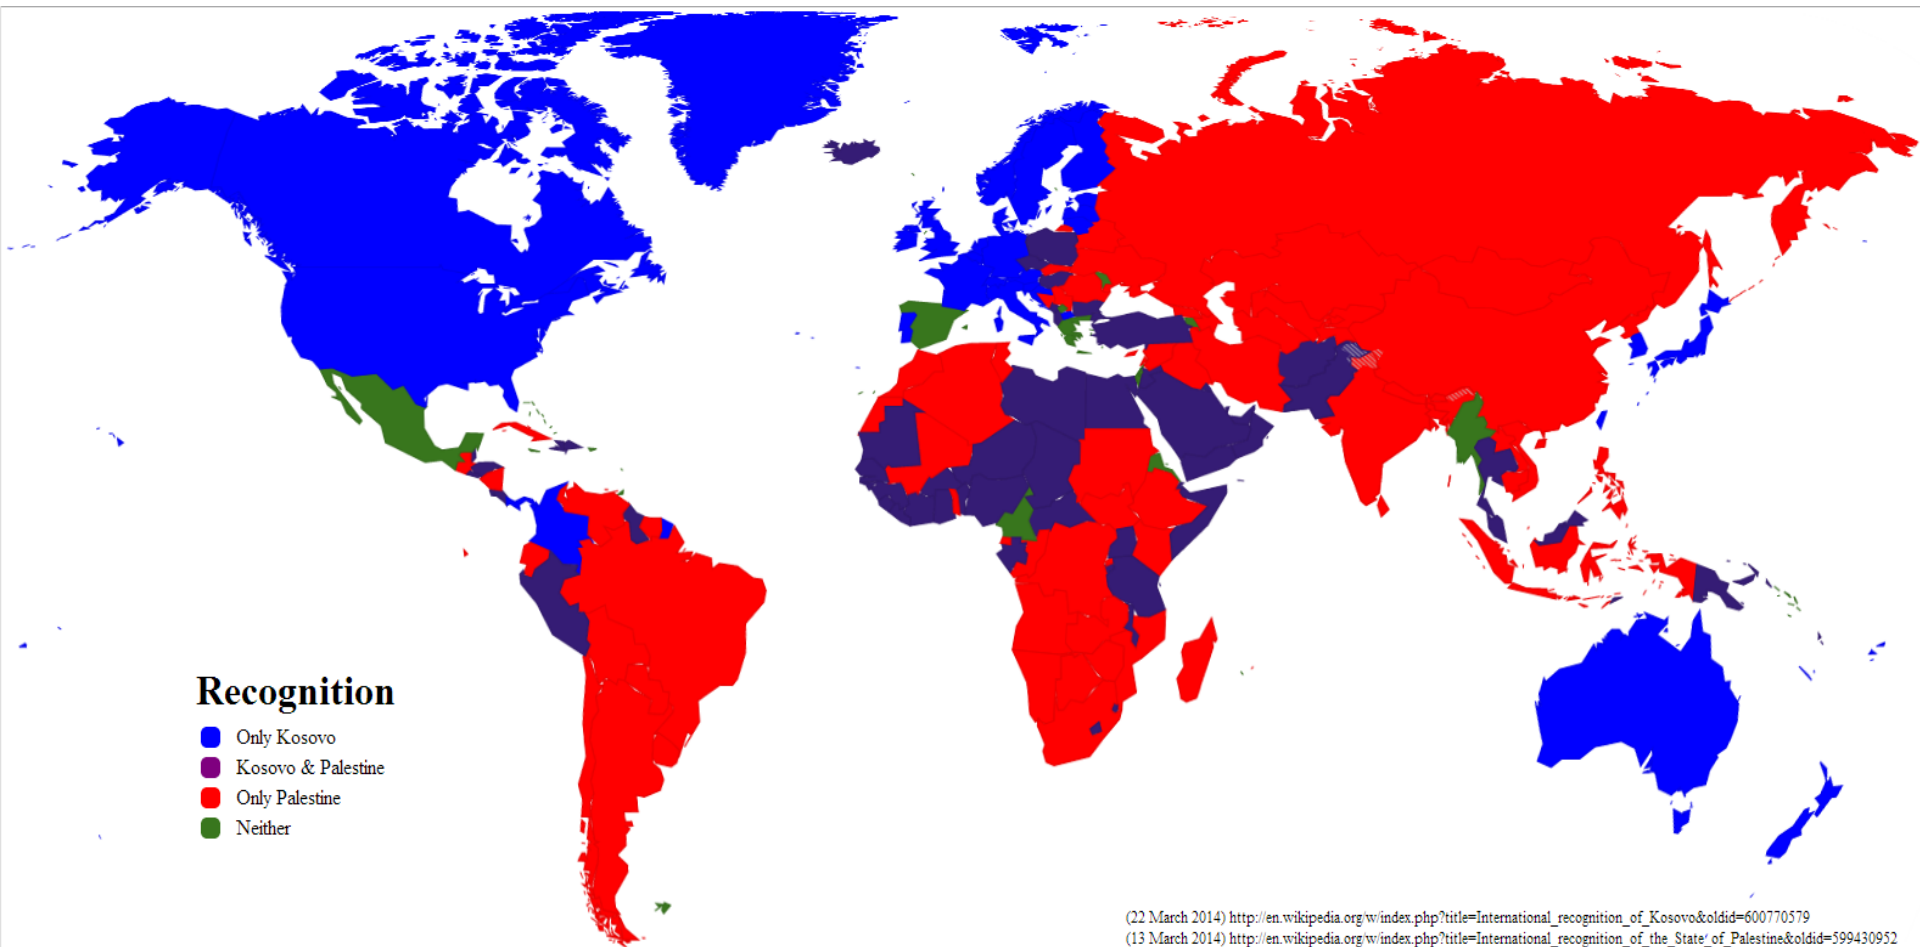 Recognition
Only Kosovo
Kosovo & Palestine
Only Palestine
Neither
(22 March 2014) http://en.wikipedia.org/w/index.php?title=International_recognition_of_Kosovo&oldid=600770579
(13 March 2014) http://en.wikipedia.org/w/index.php?title=International_recognition_of_the_State_of_Palestine&oldid=599430952